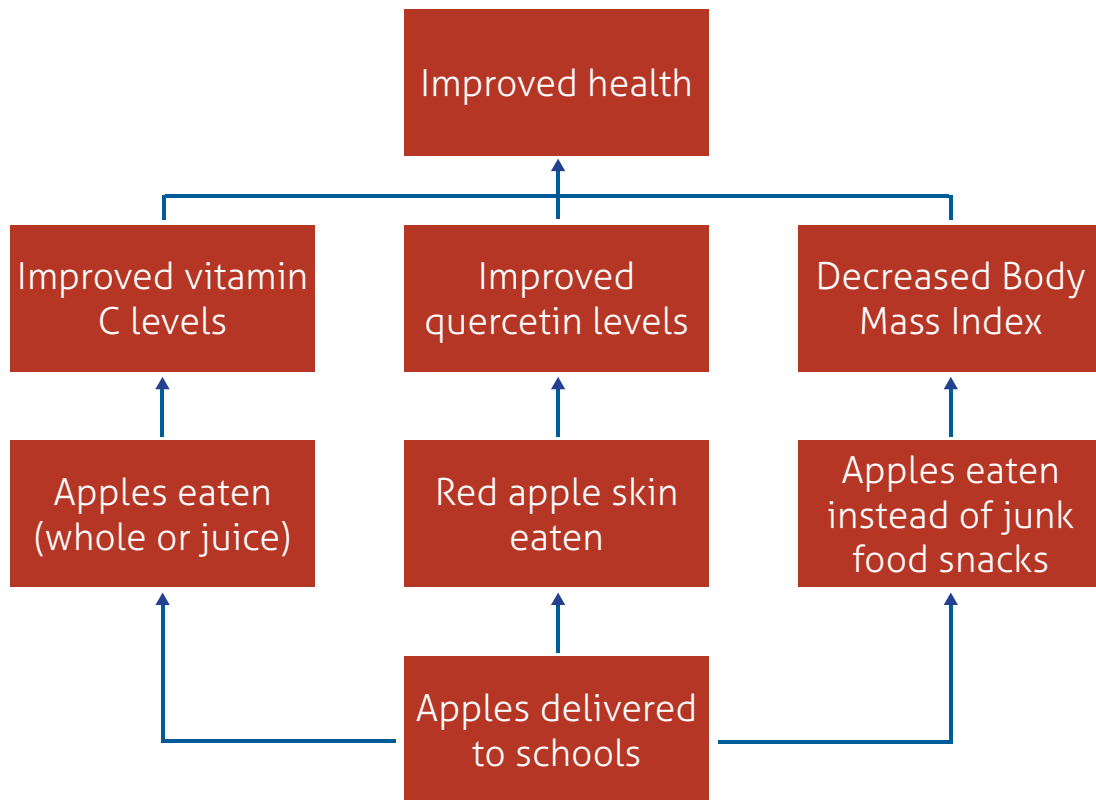 Improved health
Improved vitamin
C levels
Improved
quercetin levels
Decreased Body
Mass Index
Apples eaten
(whole or juice)
Red apple skin
eaten
Apples eaten
instead of junk
food snacks
Apples delivered
to schools